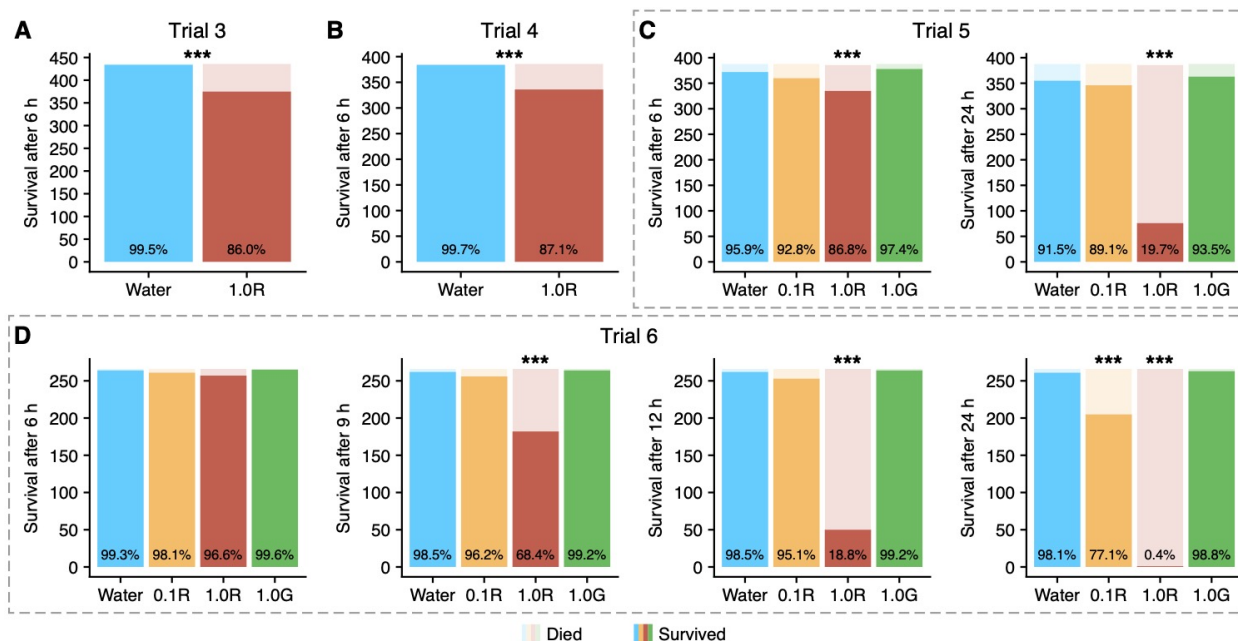 A Trial 3
***
Survival after 6 h
450
400
350
300
250
200
150
100
50
0
99.5% 86.0%
Water 1.0R
B Trial 4
***
Survival after 6 h
400
350
300
250
200
150
100
50
0
99.7% 87.1%
Water 1.0R
C Trial 5
***
Survival after 6 h
400
350
300
250
200
150
100
50
0
95.9% 92.8% 86.8% 97.4%
Water 0.1R 1.0R 1.0G
***
Survival after 24 h
400
350
300
250
200
150
100
50
0
91.5% 89.1% 19.7% 93.5%
Water 0.1R 1.0R 1.0G
D Trial 6
Survival after 6 h
250
200
150
100
50
0
99.3% 98.1% 96.6% 99.6%
Water 0.1R 1.0R 1.0G
***
Survival after 9 h
250
200
150
100
50
0
98.5% 96.2% 68.4% 99.2%
Water 0.1R 1.0R 1.0G
***
Survival after 12 h
250
200
150
100
50
0
98.5% 95.1% 18.8% 99.2%
Water 0.1R 1.0R 1.0G
*** ***
Survival after 24 h
250
200
150
100
50
0
98.1% 77.1% 0.4% 98.8%
Water 0.1R 1.0R 1.0G
Died Survived